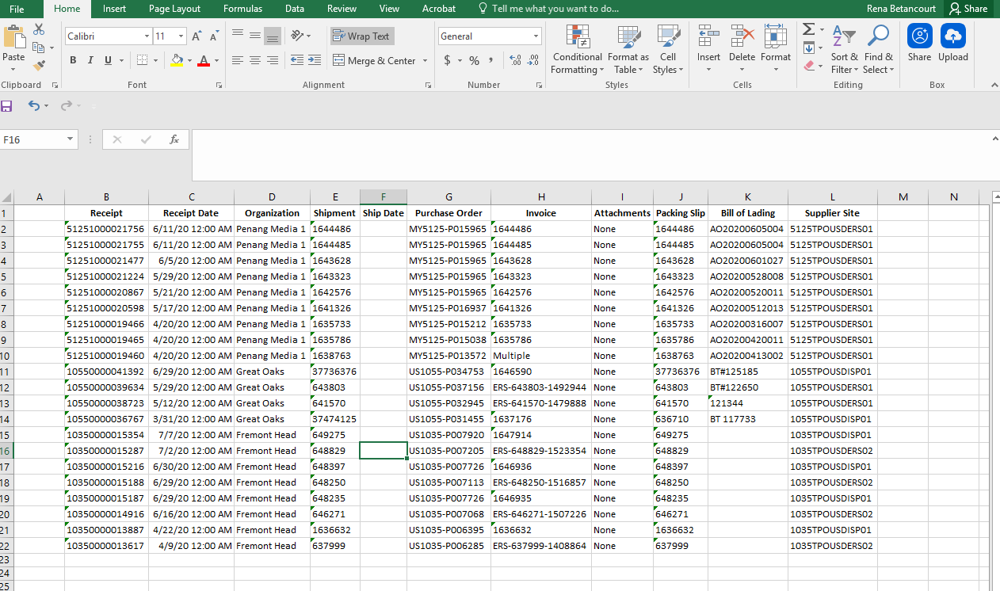 File Home Insert Page Layout Formulas Data Review View Acrobat Tell me what you want to do... Rena Betancourt Share
Calibri 11 A A Wrap Text General
Paste B I U A Merge & Center $ % , .0 .00 Conditional Formatting Format as Table Cell Styles Insert Delete Format Sort & Filter Find & Select Share Upload
Clipboard Font Alignment Number Styles Cells Editing Box
F16 fx
A B C D E F G H I J K L M N
1 Receipt Receipt Date Organization Shipment Ship Date Purchase Order Invoice Attachments Packing Slip Bill of Lading Supplier Site
2 51251000021756 6/11/20 12:00 AM Penang Media 1 1644486 MY5125-P015965 1644486 None 1644486 AO20200605004 5125TPOUSDERS01
3 51251000021755 6/11/20 12:00 AM Penang Media 1 1644485 MY5125-P015965 1644485 None 1644485 AO20200605004 5125TPOUSDERS01
4 51251000021477 6/5/20 12:00 AM Penang Media 1 1643628 MY5125-P015965 1643628 None 1643628 AO20200601027 5125TPOUSDERS01
5 51251000021224 5/29/20 12:00 AM Penang Media 1 1643323 MY5125-P015965 1643323 None 1643323 AO20200528008 5125TPOUSDERS01
6 51251000020867 5/21/20 12:00 AM Penang Media 1 1642576 MY5125-P015965 1642576 None 1642576 AO20200520011 5125TPOUSDERS01
7 51251000020598 5/17/20 12:00 AM Penang Media 1 1641326 MY5125-P016937 1641326 None 1641326 AO20200512013 5125TPOUSDERS01
8 51251000019466 4/20/20 12:00 AM Penang Media 1 1635733 MY5125-P015212 1635733 None 1635733 AO20200316007 5125TPOUSDERS01
9 51251000019465 4/20/20 12:00 AM Penang Media 1 1635786 MY5125-P015038 1635786 None 1635786 AO20200420011 5125TPOUSDERS01
10 51251000019460 4/20/20 12:00 AM Penang Media 1 1638763 MY5125-P013572 Multiple None 1638763 AO20200413002 5125TPOUSDERS01
11 10550000041392 6/29/20 12:00 AM Great Oaks 37736376 US1055-P034753 1646590 None 37736376 BT#125185 1055TPOUSDISP01
12 10550000039634 5/29/20 12:00 AM Great Oaks 643803 US1055-P037156 ERS-643803-1492944 None 643803 BT#122650 1055TPOUSDERS01
13 10550000038723 5/12/20 12:00 AM Great Oaks 641570 US1055-P032945 ERS-641570-1479888 None 641570 121344 1055TPOUSDERS01
14 10550000036767 3/31/20 12:00 AM Great Oaks 37474125 US1055-P031455 1637176 None 636710 BT 117733 1055TPOUSDISP01
15 10350000015354 7/7/20 12:00 AM Fremont Head 649275 US1035-P007920 1647914 None 649275 1035TPOUSDISP01
16 10350000015287 7/2/20 12:00 AM Fremont Head 648829 US1035-P007205 ERS-648829-1523354 None 648829 1035TPOUSDERS02
17 10350000015216 6/30/20 12:00 AM Fremont Head 648397 US1035-P007726 1646936 None 648397 1035TPOUSDISP01
18 10350000015188 6/29/20 12:00 AM Fremont Head 648250 US1035-P007113 ERS-648250-1516857 None 648250 1035TPOUSDERS02
19 10350000015187 6/29/20 12:00 AM Fremont Head 648235 US1035-P007726 1646935 None 648235 1035TPOUSDISP01
20 10350000014916 6/16/20 12:00 AM Fremont Head 646271 US1035-P007068 ERS-646271-1507226 None 646271 1035TPOUSDERS02
21 10350000013887 4/22/20 12:00 AM Fremont Head 1636632 US1035-P006395 1636632 None 1636632 1035TPOUSDISP01
22 10350000013617 4/9/20 12:00 AM Fremont Head 637999 US1035-P006285 ERS-637999-1408864 None 637999 1035TPOUSDERS02
23
24
25